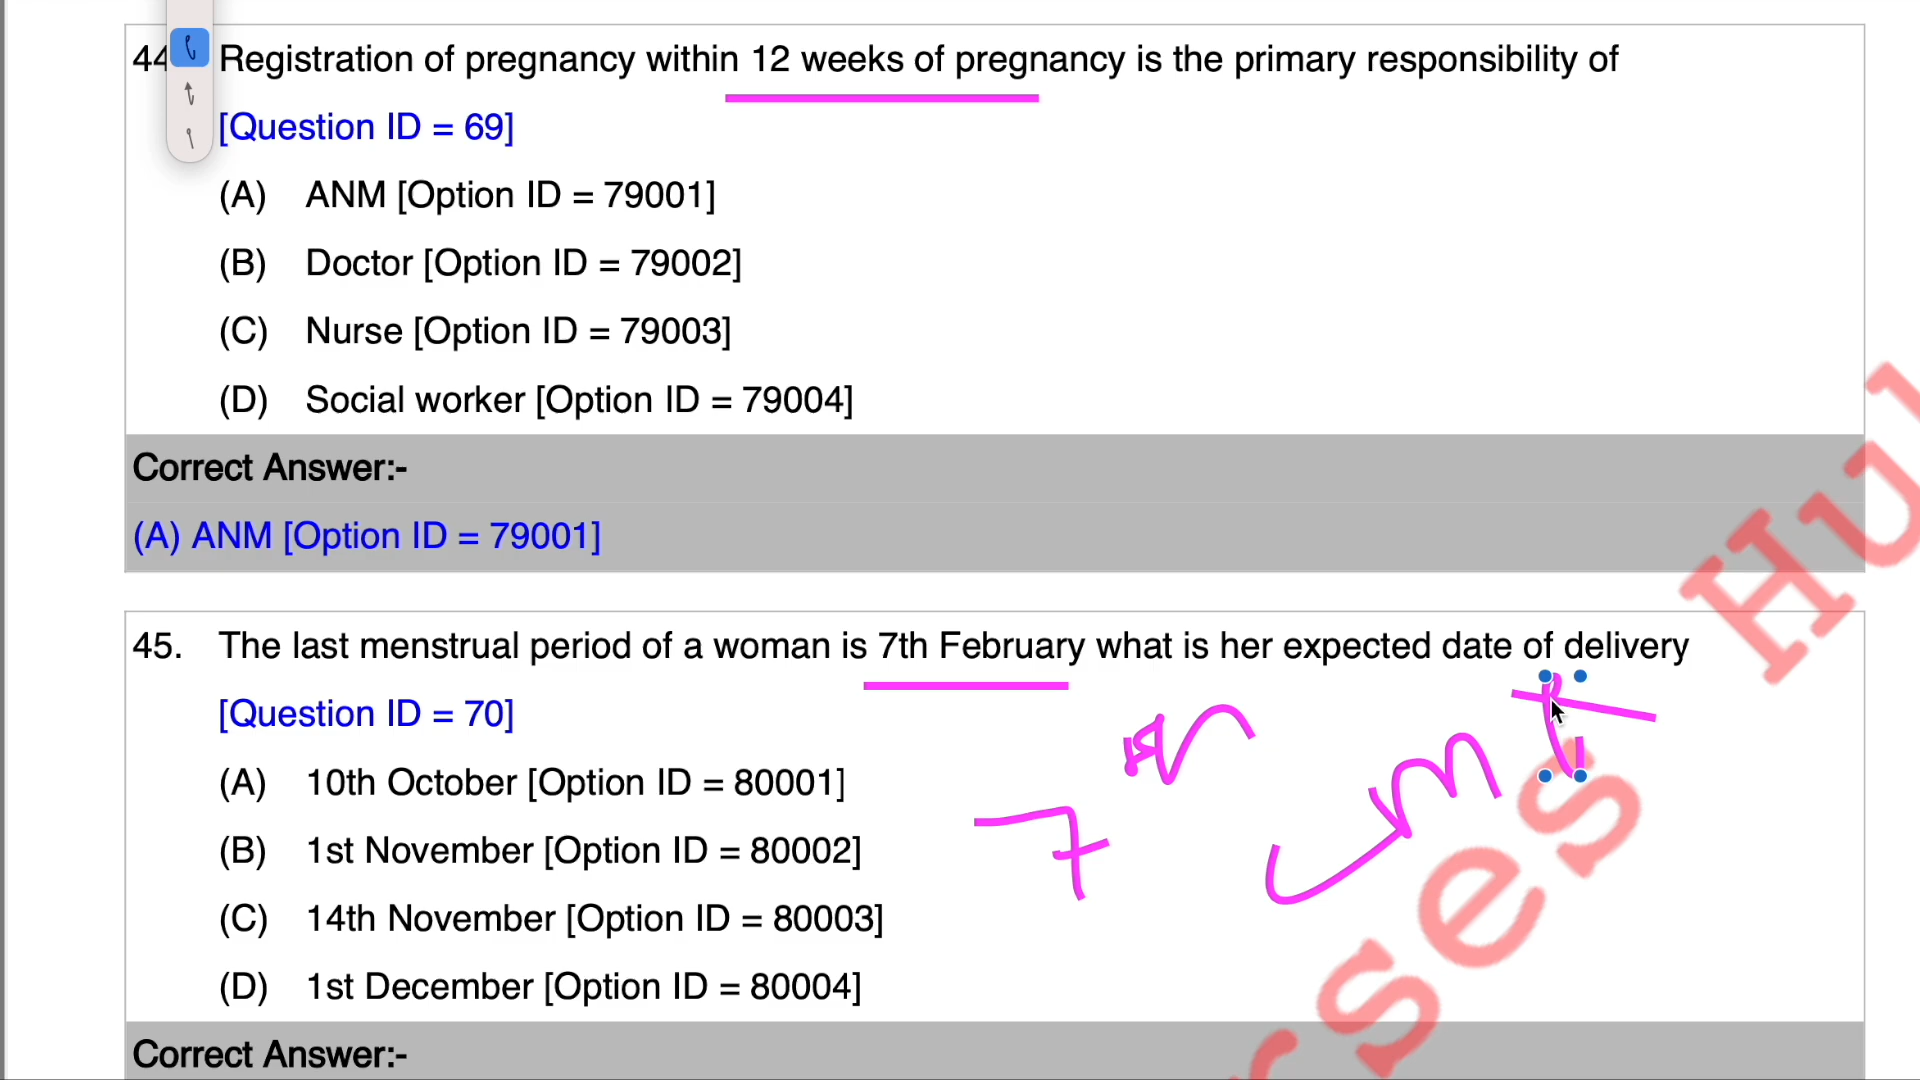 44 Registration of pregnancy within 12 weeks of pregnancy is the primary responsibility of
[Question ID = 69]
(A) ANM [Option ID = 79001]
(B) Doctor [Option ID = 79002]
(C) Nurse [Option ID = 79003]
(D) Social worker [Option ID = 79004]
Correct Answer:-
(A) ANM [Option ID = 79001]
45. The last menstrual period of a woman is 7th February what is her expected date of delivery
[Question ID = 70]
(A) 10th October [Option ID = 80001]
(B) 1st November [Option ID = 80002]
(C) 14th November [Option ID = 80003]
(D) 1st December [Option ID = 80004]
Correct Answer:-
7